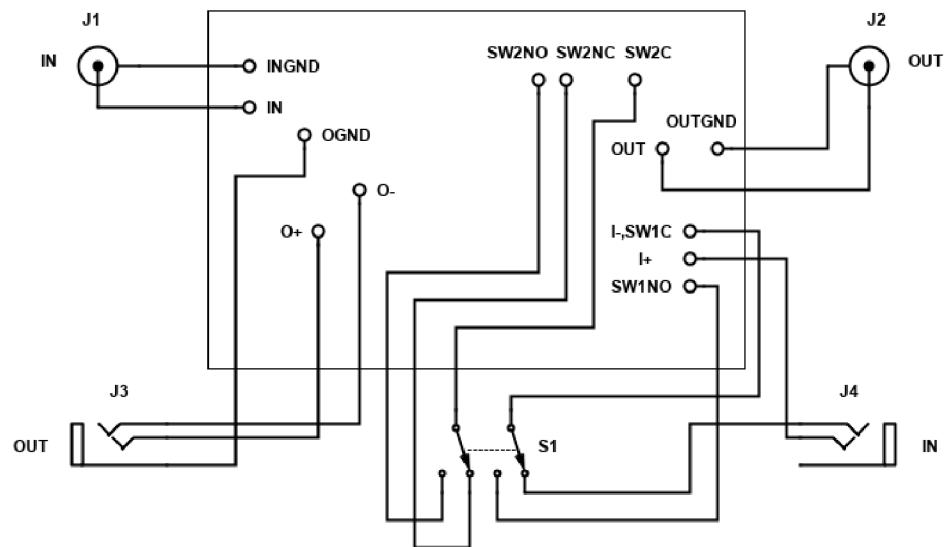 J1
J2
IN
INGND
SW2NO SW2NC SW2C
OUT
IN
OGND
OUTGND
OUT
O-
O+
I-,SW1C
I+
SW1NO
J3
J4
OUT
S1
IN